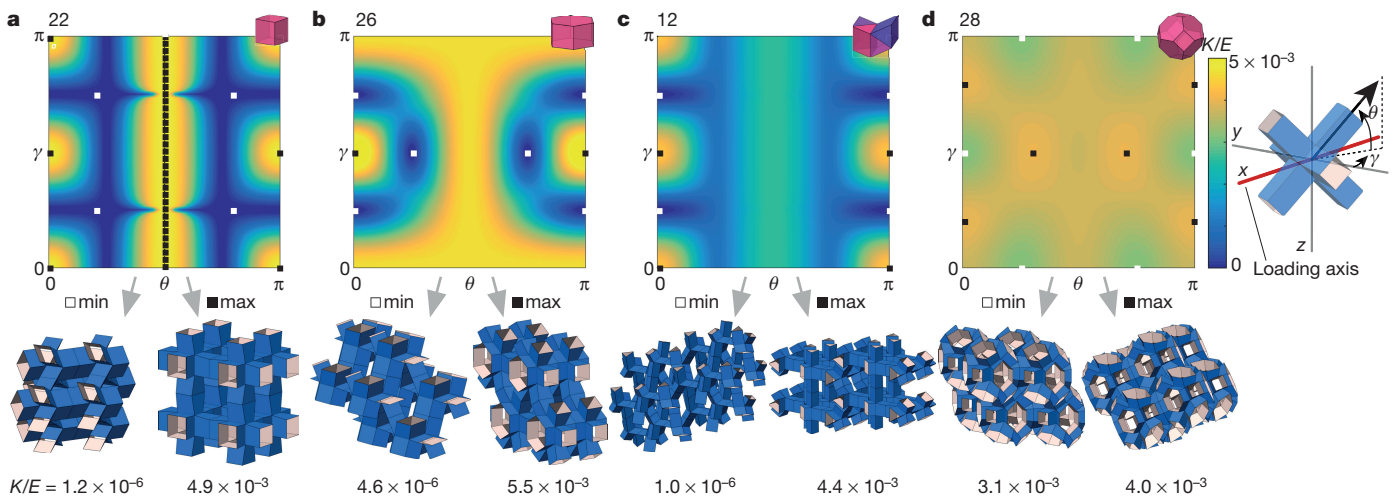 a 22
b 26
c 12
d 28
π
γ
0
0 θ π
π
γ
0
0 θ π
π
γ
0
0 θ π
π
γ
0
0 θ π
K/E
5 × 10⁻³
0
θ
y
x
γ
z
Loading axis
min max
min max
min max
min max
K/E = 1.2 × 10⁻⁶ 4.9 × 10⁻³ 4.6 × 10⁻⁶ 5.5 × 10⁻³ 1.0 × 10⁻⁶ 4.4 × 10⁻³ 3.1 × 10⁻³ 4.0 × 10⁻³